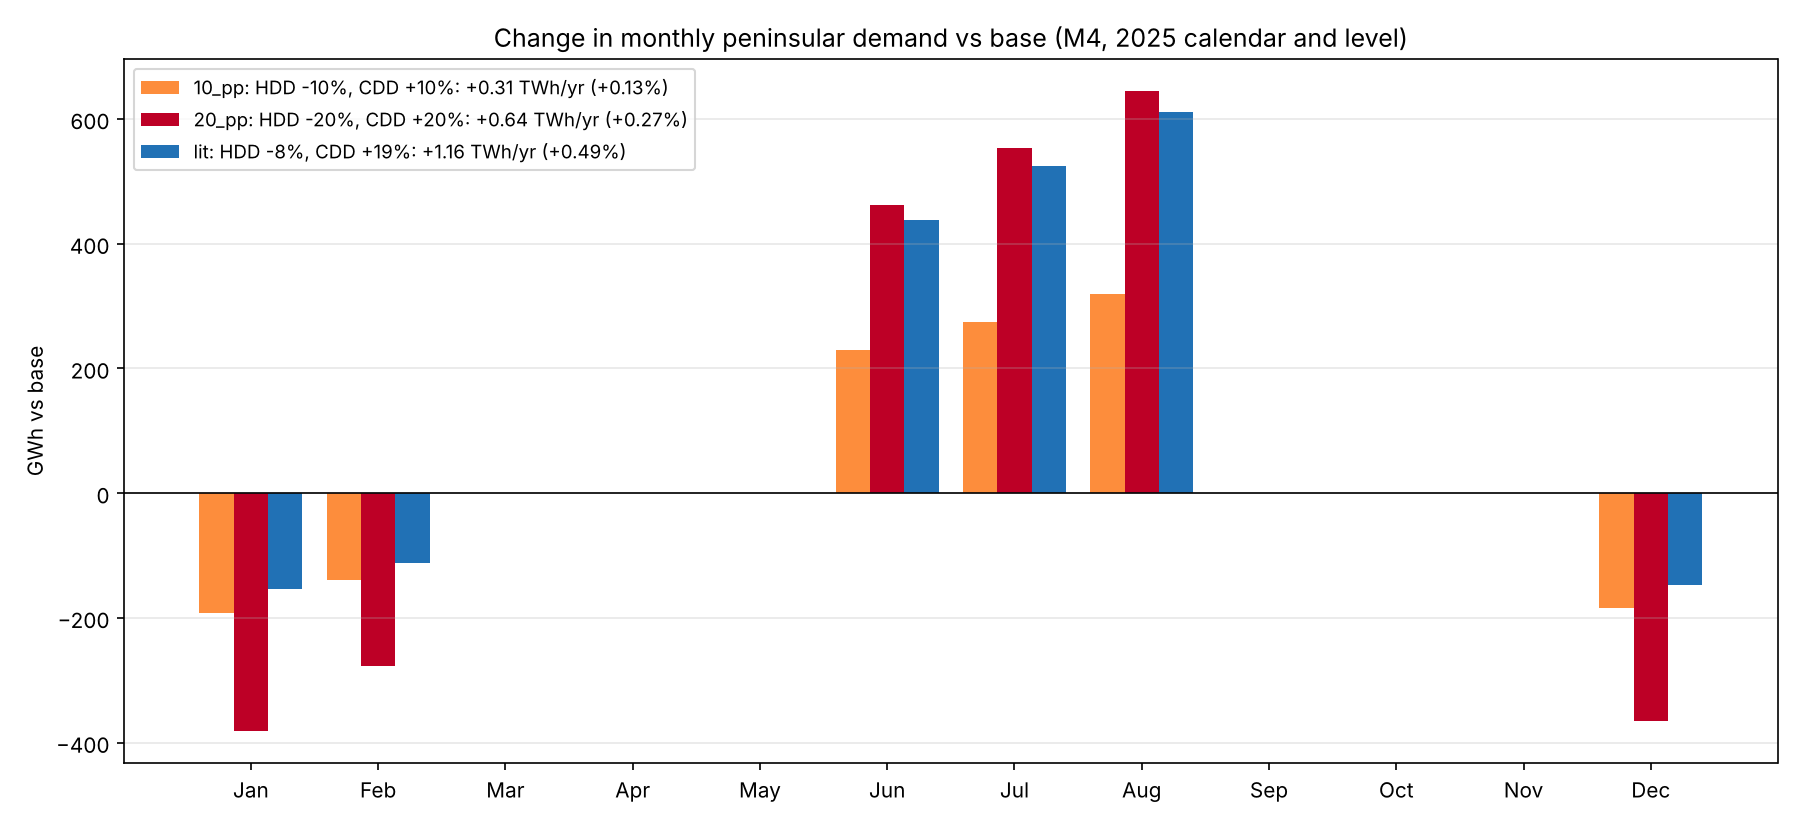 Change in monthly peninsular demand vs base (M4, 2025 calendar and level)
10_pp: HDD -10%, CDD +10%: +0.31 TWh/yr (+0.13%)
20_pp: HDD -20%, CDD +20%: +0.64 TWh/yr (+0.27%)
lit: HDD -8%, CDD +19%: +1.16 TWh/yr (+0.49%)
GWh vs base
600
400
200
0
−200
−400
Jan Feb Mar Apr May Jun Jul Aug Sep Oct Nov Dec